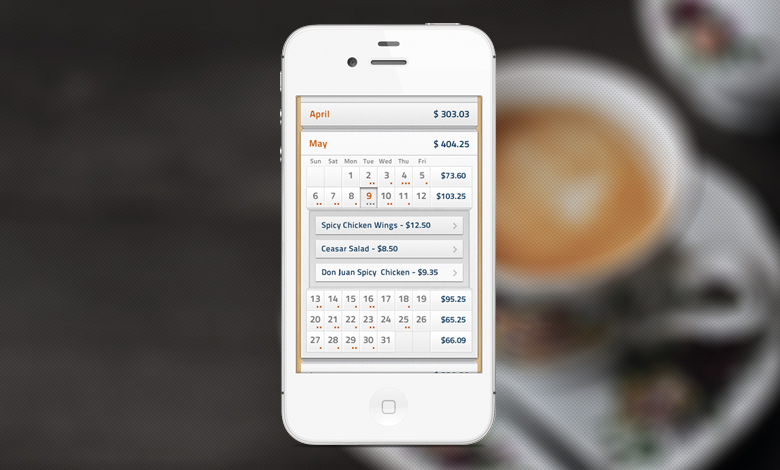 April $ 303.03
May $ 404.25
Sun Sat Mon Tue Wed Thu Fri
1 2 3 4 5 $73.60
6 7 8 9 10 11 12 $103.25
Spicy Chicken Wings - $12.50
Ceasar Salad - $8.50
Don Juan Spicy Chicken - $9.35
13 14 15 16 17 18 19 $95.25
20 21 22 23 24 25 26 $65.25
27 28 29 30 31 $66.09